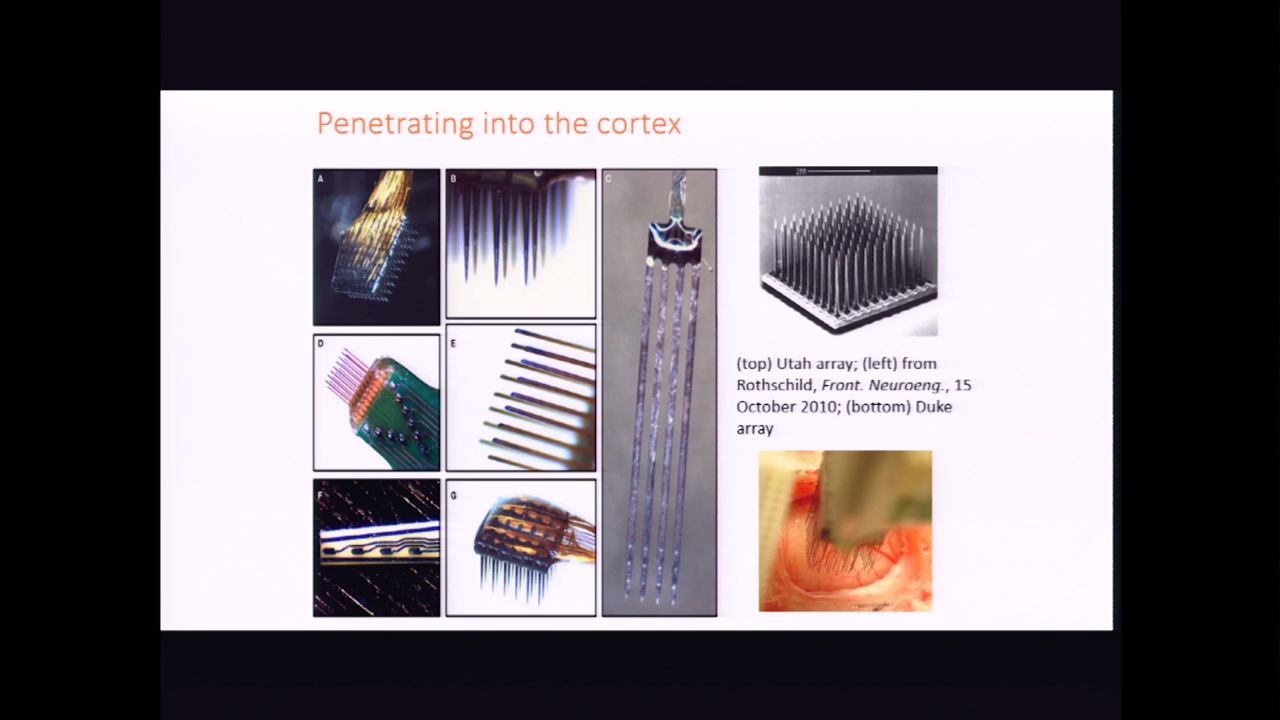 Penetrating into the cortex
A
B
C
D
E
F
G
(top) Utah array; (left) from
Rothschild, Front. Neuroeng., 15
October 2010; (bottom) Duke
array